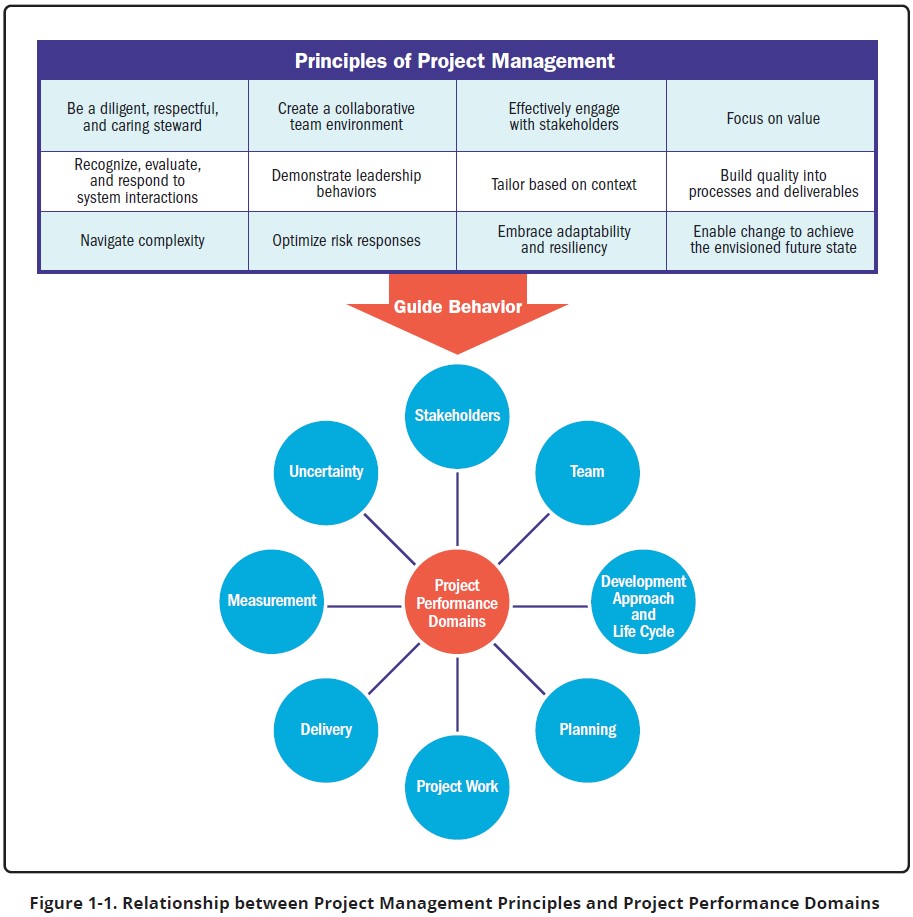 Principles of Project Management
Be a diligent, respectful,
and caring steward
Create a collaborative
team environment
Effectively engage
with stakeholders
Focus on value
Recognize, evaluate,
and respond to
system interactions
Demonstrate leadership
behaviors
Tailor based on context
Build quality into
processes and deliverables
Navigate complexity
Optimize risk responses
Embrace adaptability
and resiliency
Enable change to achieve
the envisioned future state
Guide Behavior
Stakeholders
Uncertainty
Team
Measurement
Project
Performance
Domains
Development
Approach
and
Life Cycle
Delivery
Planning
Project Work
Figure 1-1. Relationship between Project Management Principles and Project Performance Domains